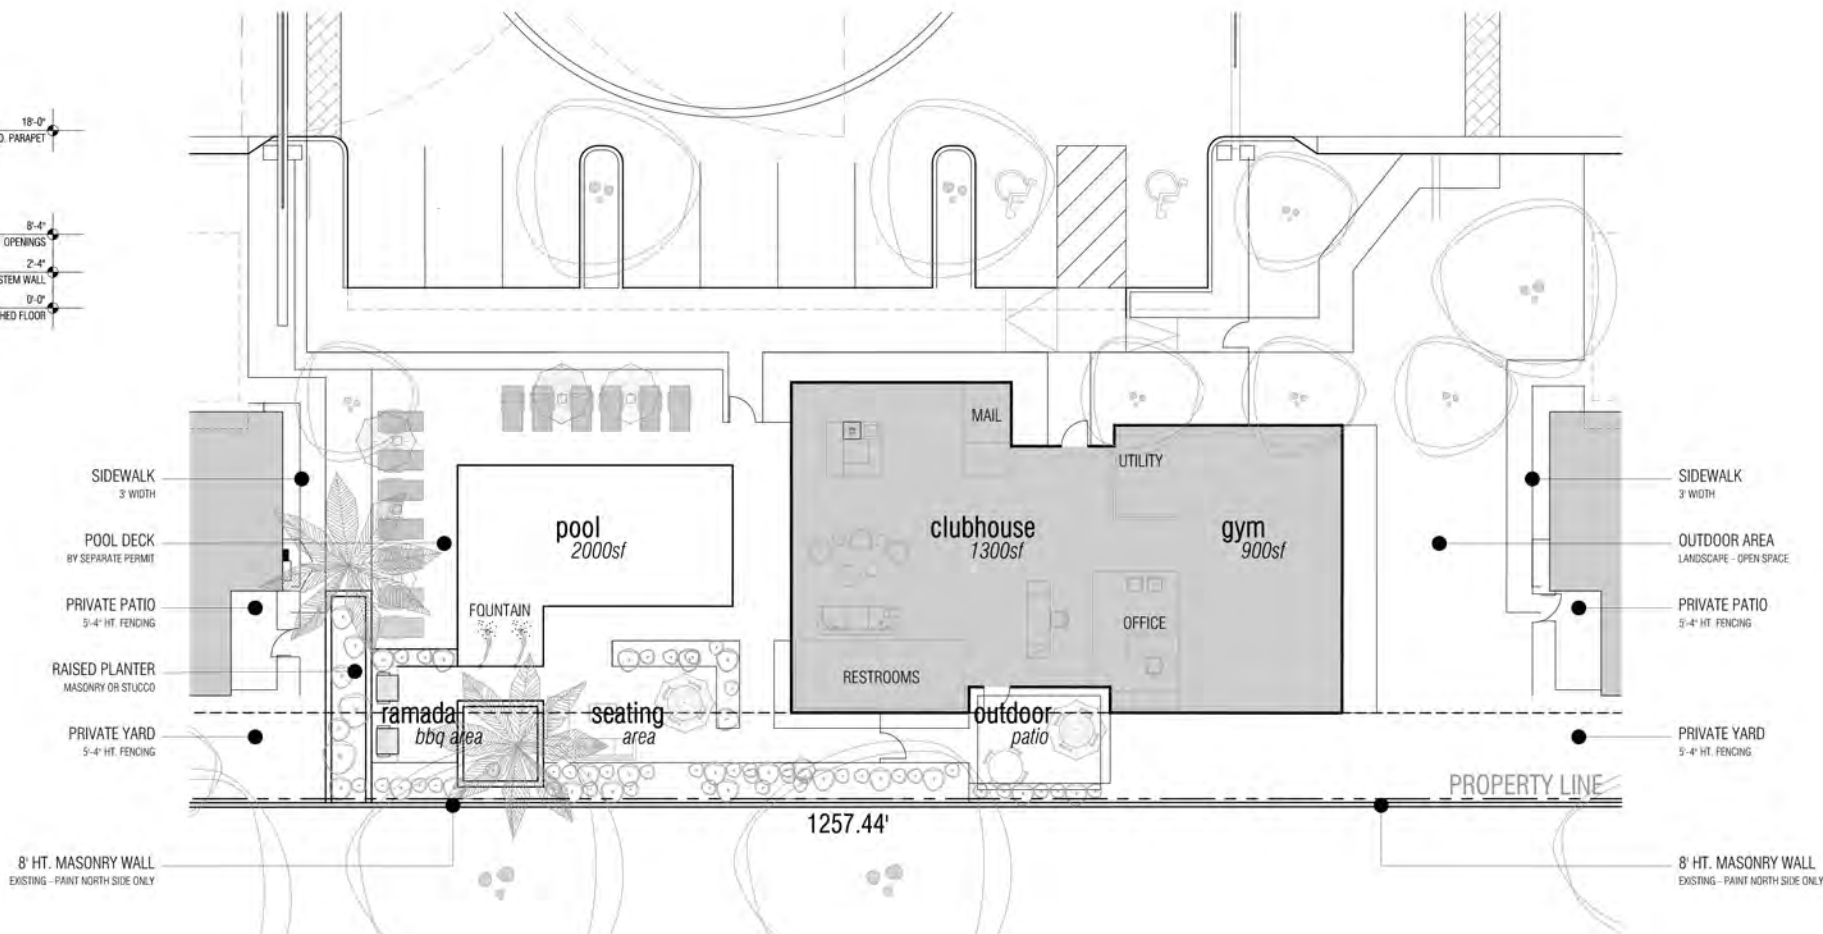 18'-0"
PARAPET
8'-4"
OPENINGS
2'-4"
STEM WALL
0'-0"
FLOOR
MAIL
UTILITY
SIDEWALK
3' WIDTH
POOL DECK
BY SEPARATE PERMIT
PRIVATE PATIO
5'-4" HT. FENCING
RAISED PLANTER
MASONRY OR STUCCO
PRIVATE YARD
5'-4" HT. FENCING
8' HT. MASONRY WALL
EXISTING - PAINT NORTH SIDE ONLY
pool
2000sf
FOUNTAIN
clubhouse
1300sf
gym
900sf
OFFICE
RESTROOMS
ramada
bbq area
seating
area
outdoor
patio
PROPERTY LINE
1257.44'
SIDEWALK
3' WIDTH
OUTDOOR AREA
LANDSCAPE - OPEN SPACE
PRIVATE PATIO
5'-4" HT. FENCING
PRIVATE YARD
5'-4" HT. FENCING
8' HT. MASONRY WALL
EXISTING - PAINT NORTH SIDE ONLY